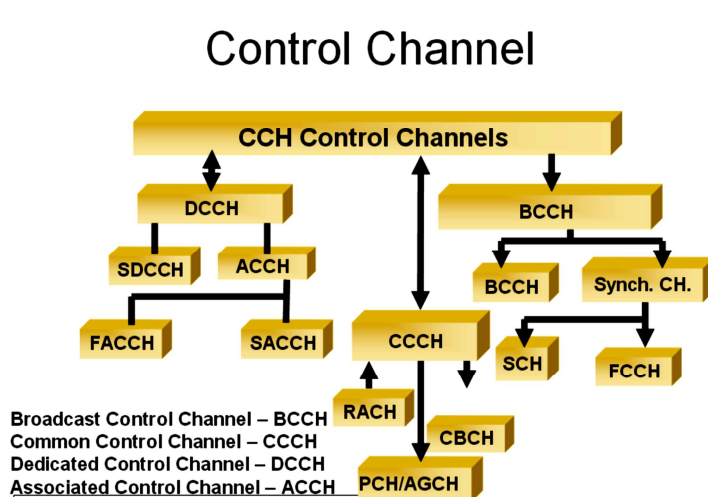 Control Channel
CCH Control Channels
DCCH
BCCH
SDCCH
ACCH
BCCH
Synch. CH.
FACCH
SACCH
CCCH
SCH
FCCH
RACH
CBCH
PCH/AGCH
Broadcast Control Channel – BCCH
Common Control Channel – CCCH
Dedicated Control Channel – DCCH
Associated Control Channel – ACCH